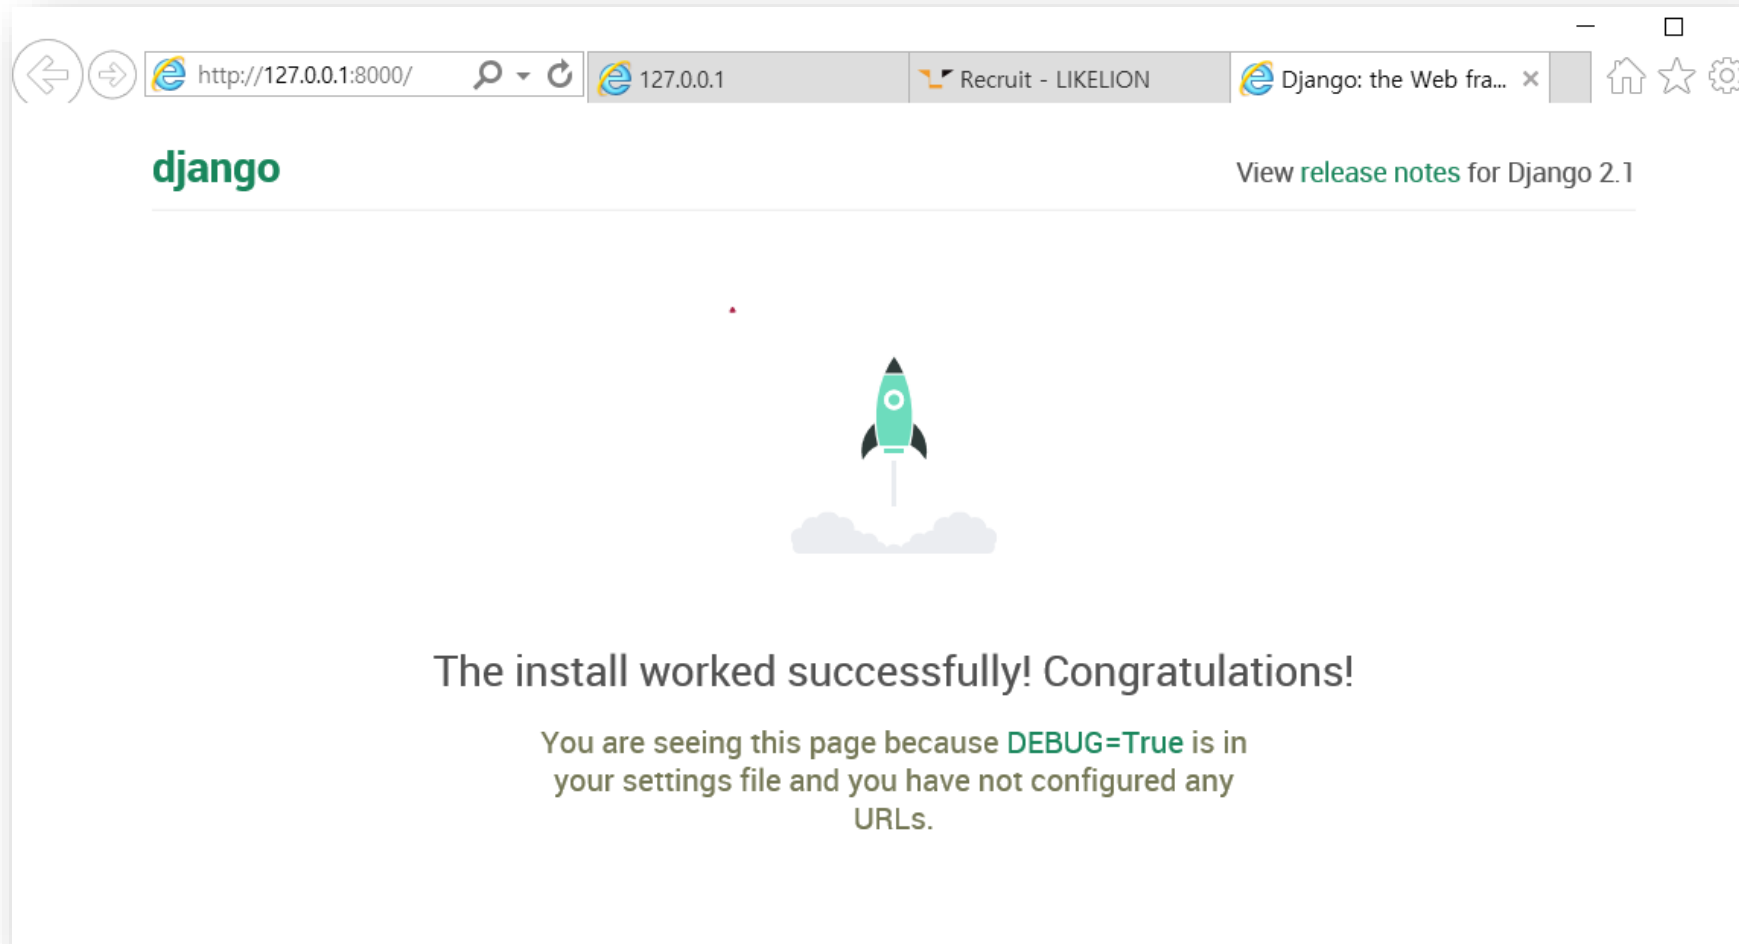 http://127.0.0.1:8000/
127.0.0.1
Recruit - LIKELION
Django: the Web fra...
django
View release notes for Django 2.1
The install worked successfully! Congratulations!
You are seeing this page because DEBUG=True is in
your settings file and you have not configured any
URLs.